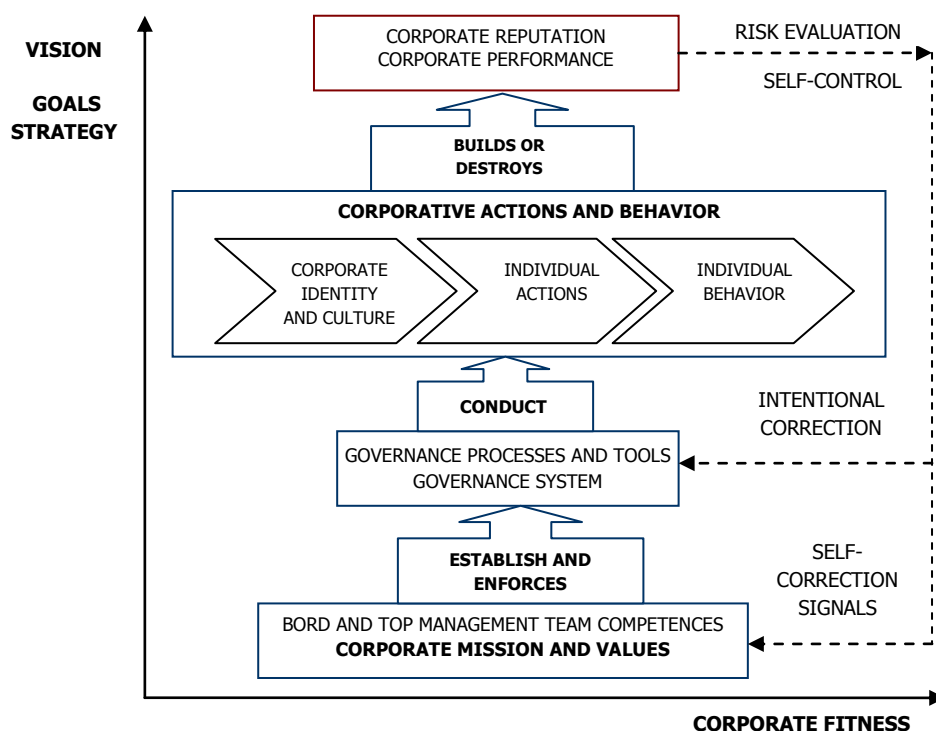 VISION
GOALS
STRATEGY
CORPORATE REPUTATION
CORPORATE PERFORMANCE
RISK EVALUATION
SELF-CONTROL
BUILDS OR
DESTROYS
CORPORATIVE ACTIONS AND BEHAVIOR
CORPORATE
IDENTITY
AND CULTURE
INDIVIDUAL
ACTIONS
INDIVIDUAL
BEHAVIOR
CONDUCT
INTENTIONAL
CORRECTION
GOVERNANCE PROCESSES AND TOOLS
GOVERNANCE SYSTEM
ESTABLISH AND
ENFORCES
SELF-
CORRECTION
SIGNALS
BORD AND TOP MANAGEMENT TEAM COMPETENCES
CORPORATE MISSION AND VALUES
CORPORATE FITNESS